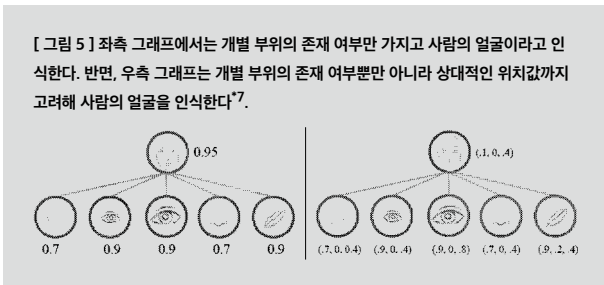 [ 그림 5 ] 좌측 그래프에서는 개별 부위의 존재 여부만 가지고 사람의 얼굴이라고 인
식한다. 반면, 우측 그래프는 개별 부위의 존재 여부뿐만 아니라 상대적인 위치값까지
고려해 사람의 얼굴을 인식한다*7.
0.95
(.1, 0, .4)
0.7 0.9 0.9 0.7 0.9
(.7, 0, 0.4) (.9, 0, .4) (.9, 0, .8) (.7, 0, .4) (.9, .2, .4)